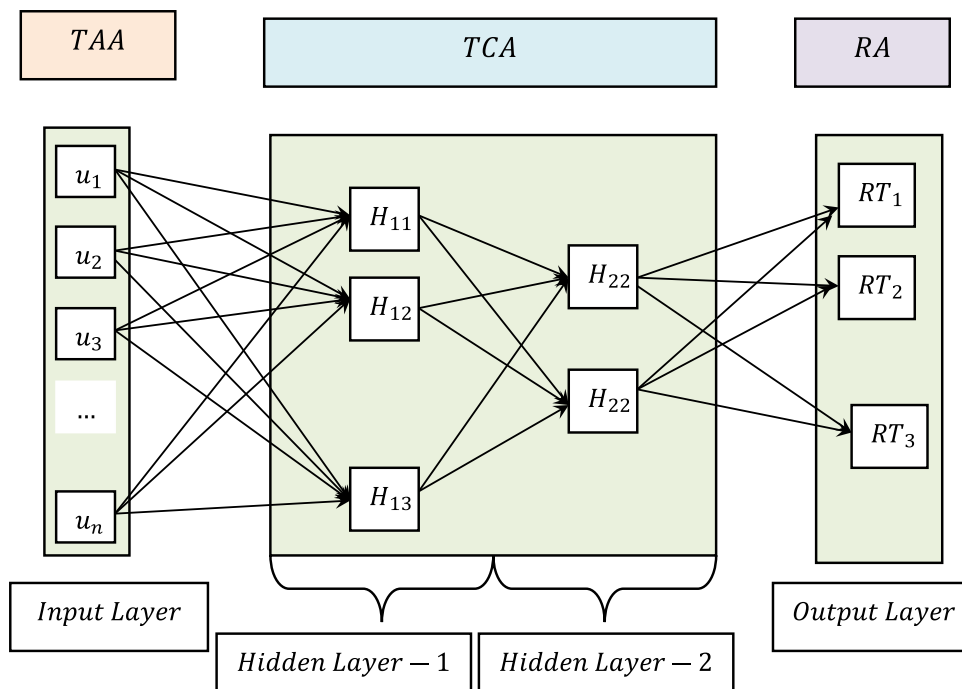 TAA
TCA
RA
u₁
u₂
u₃
...
uₙ
H₁₁
H₁₂
H₁₃
H₂₂
H₂₂
RT₁
RT₂
RT₃
Input Layer
Hidden Layer − 1
Hidden Layer − 2
Output Layer